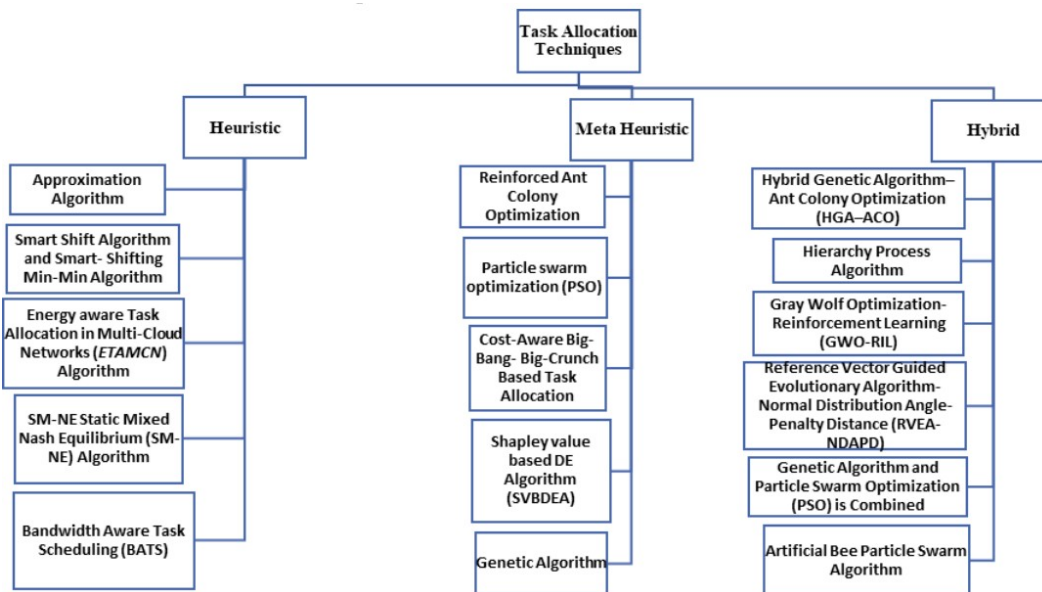 Task Allocation
Techniques
Heuristic
Meta Heuristic
Hybrid
Approximation
Algorithm
Smart Shift Algorithm
and Smart- Shifting
Min-Min Algorithm
Energy aware Task
Allocation in Multi-Cloud
Networks (ETAMCN)
Algorithm
SM-NE Static Mixed
Nash Equilibrium (SM-
NE) Algorithm
Bandwidth Aware Task
Scheduling (BATS)
Reinforced Ant
Colony
Optimization
Particle swarm
optimization (PSO)
Cost-Aware Big-
Bang- Big-Crunch
Based Task
Allocation
Shapley value
based DE
Algorithm
(SVBDEA)
Genetic Algorithm
Hybrid Genetic Algorithm–
Ant Colony Optimization
(HGA–ACO)
Hierarchy Process
Algorithm
Gray Wolf Optimization-
Reinforcement Learning
(GWO-RIL)
Reference Vector Guided
Evolutionary Algorithm-
Normal Distribution Angle-
Penalty Distance (RVEA-
NDAPD)
Genetic Algorithm and
Particle Swarm Optimization
(PSO) is Combined
Artificial Bee Particle Swarm
Algorithm